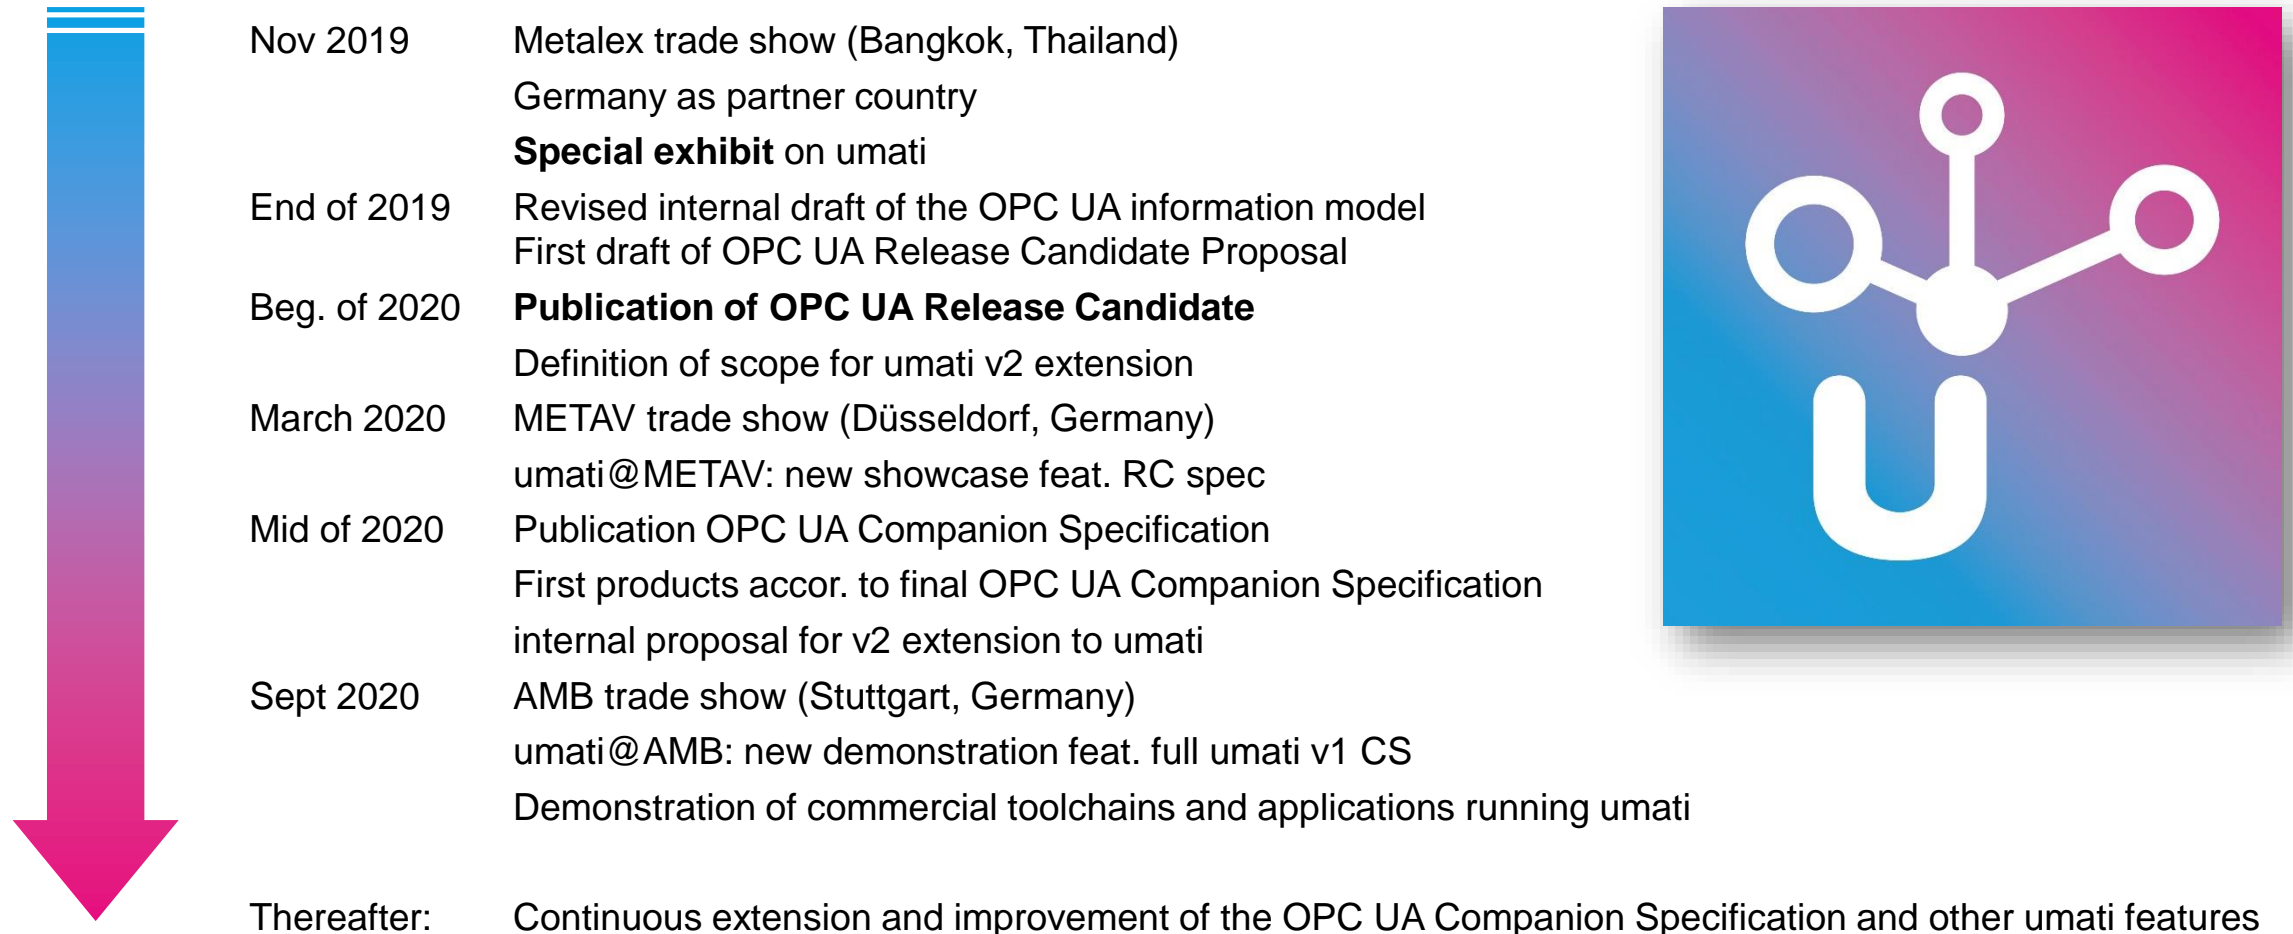 Nov 2019 Metalex trade show (Bangkok, Thailand)
Germany as partner country
Special exhibit on umati
End of 2019 Revised internal draft of the OPC UA information model
First draft of OPC UA Release Candidate Proposal
Beg. of 2020 Publication of OPC UA Release Candidate
Definition of scope for umati v2 extension
March 2020 METAV trade show (Düsseldorf, Germany)
umati@METAV: new showcase feat. RC spec
Mid of 2020 Publication OPC UA Companion Specification
First products accor. to final OPC UA Companion Specification
internal proposal for v2 extension to umati
Sept 2020 AMB trade show (Stuttgart, Germany)
umati@AMB: new demonstration feat. full umati v1 CS
Demonstration of commercial toolchains and applications running umati
Thereafter: Continuous extension and improvement of the OPC UA Companion Specification and other umati features